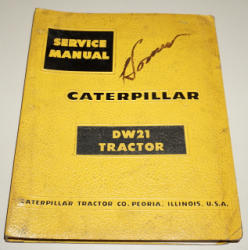 SERVICE
MANUAL
CATERPILLAR
DW21
TRACTOR
CATERPILLAR TRACTOR CO. PEORIA, ILLINOIS, U.S.A.